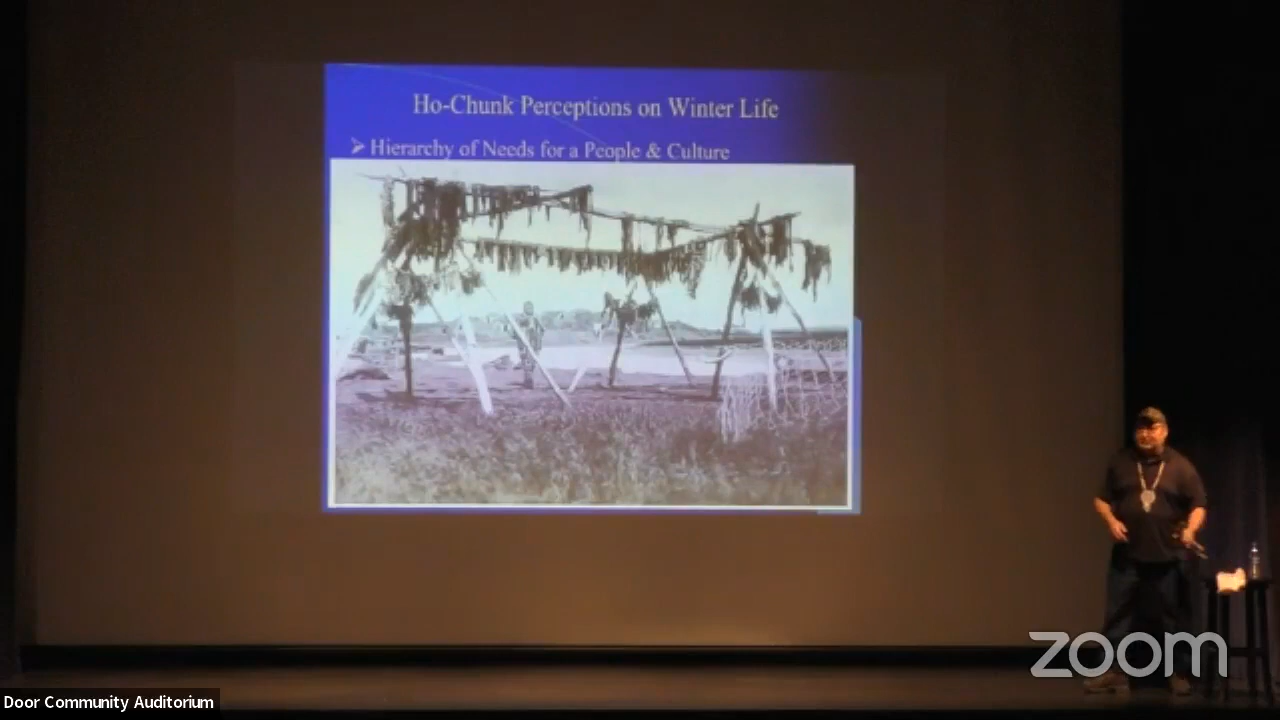 Ho-Chunk Perceptions on Winter Life
➢ Hierarchy of Needs for a People & Culture
zoom
Door Community Auditorium